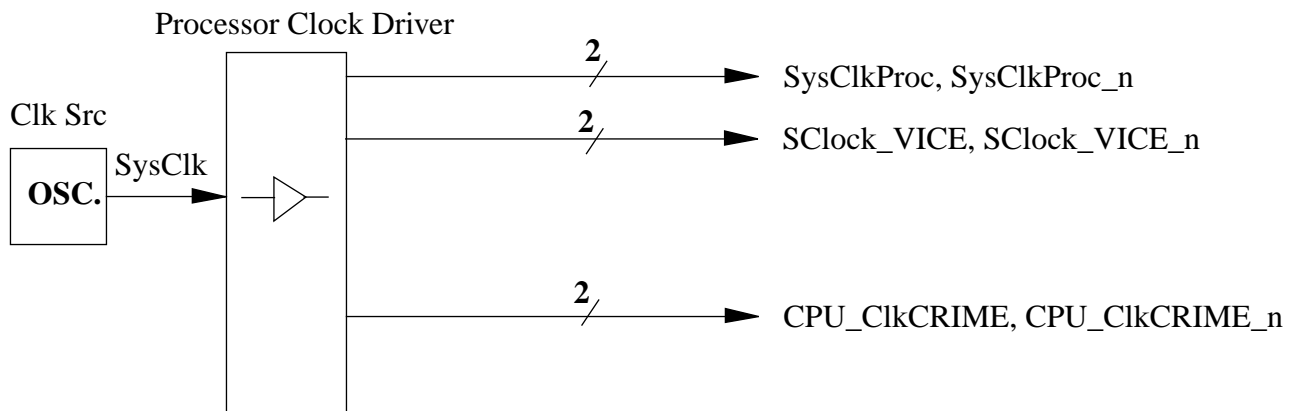 Processor Clock Driver
2
SysClkProc, SysClkProc_n
Clk Src
2
SClock_VICE, SClock_VICE_n
SysClk
OSC.
2
CPU_ClkCRIME, CPU_ClkCRIME_n